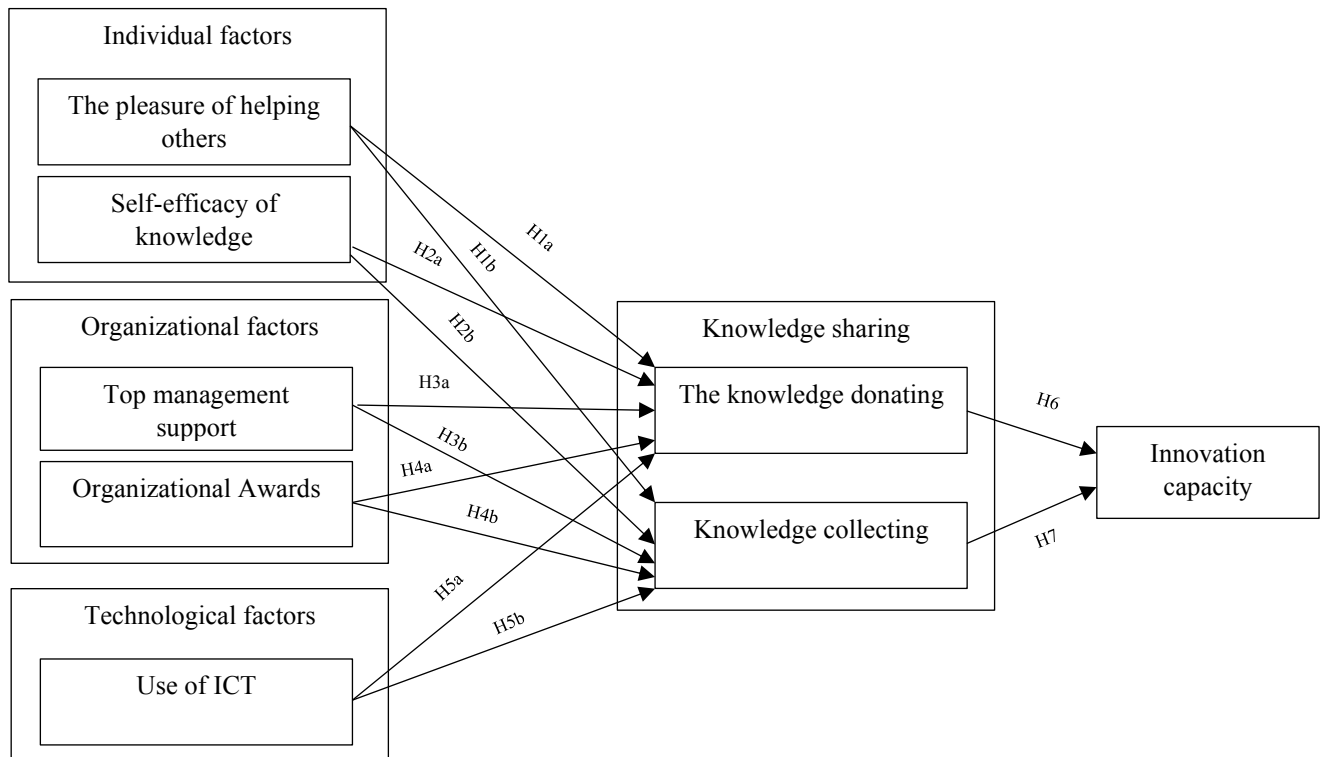 Individual factors
The pleasure of helping
others
Self-efficacy of
knowledge
Organizational factors
Top management
support
Organizational Awards
Technological factors
Use of ICT
H1a
H1b
H2a
H2b
H3a
H3b
H4a
H4b
H5a
H5b
Knowledge sharing
The knowledge donating
Knowledge collecting
H6
H7
Innovation
capacity